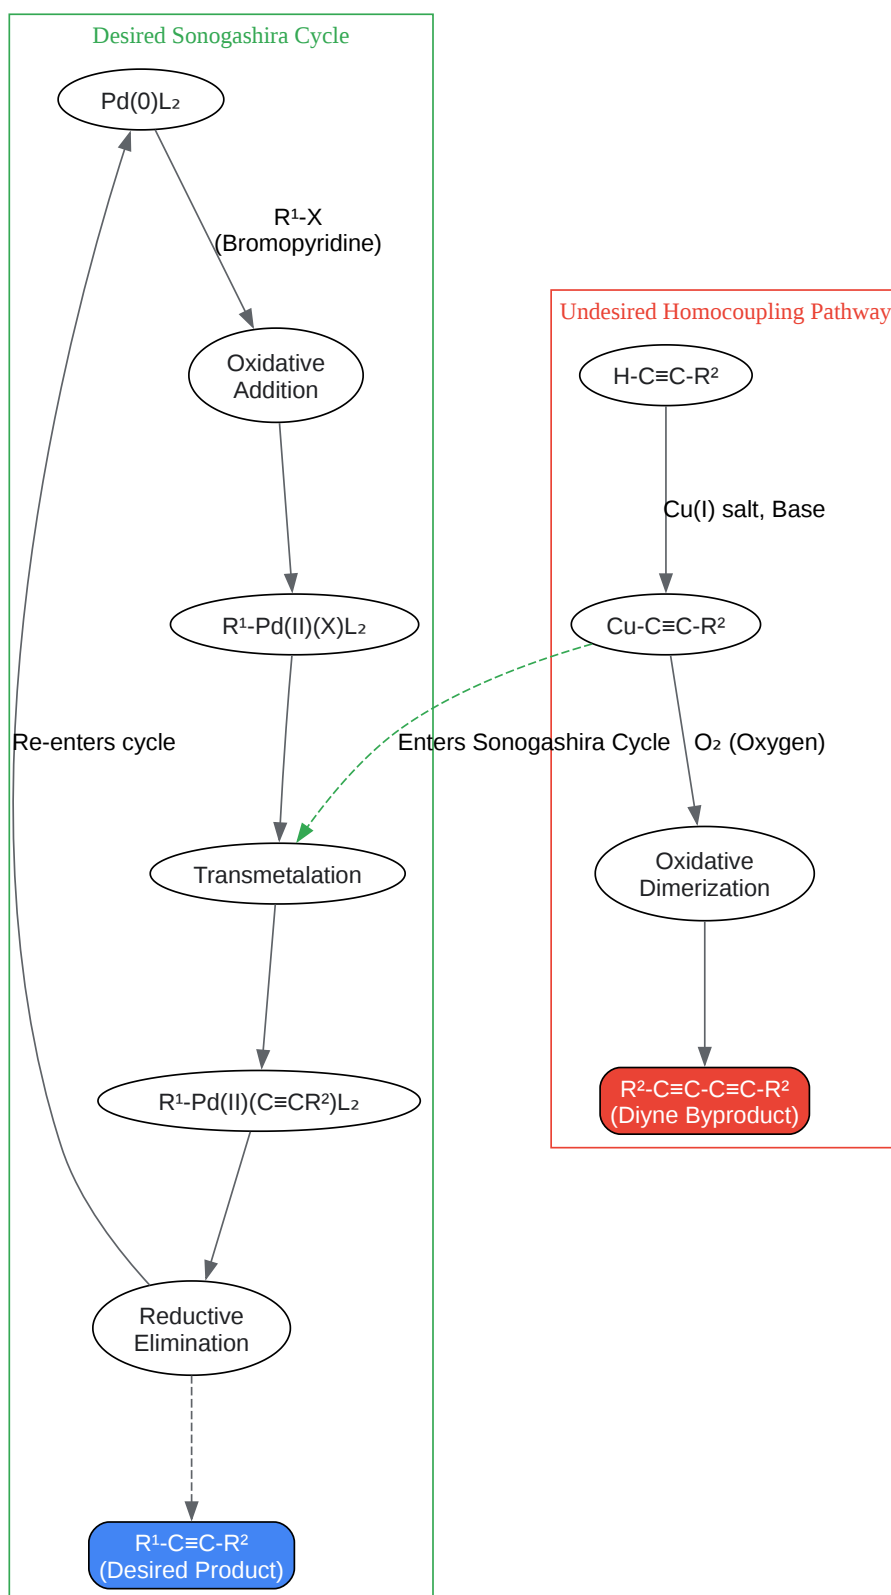 Desired Sonogashira Cycle
Pd(0)L₂
R¹-X
(Bromopyridine)
Oxidative
Addition
R¹-Pd(II)(X)L₂
Re-enters cycle
Transmetalation
R¹-Pd(II)(C≡CR²)L₂
Reductive
Elimination
R¹-C≡C-R²
(Desired Product)
Undesired Homocoupling Pathway
H-C≡C-R²
Cu(I) salt, Base
Cu-C≡C-R²
Enters Sonogashira Cycle
O₂ (Oxygen)
Oxidative
Dimerization
R²-C≡C-C≡C-R²
(Diyne Byproduct)